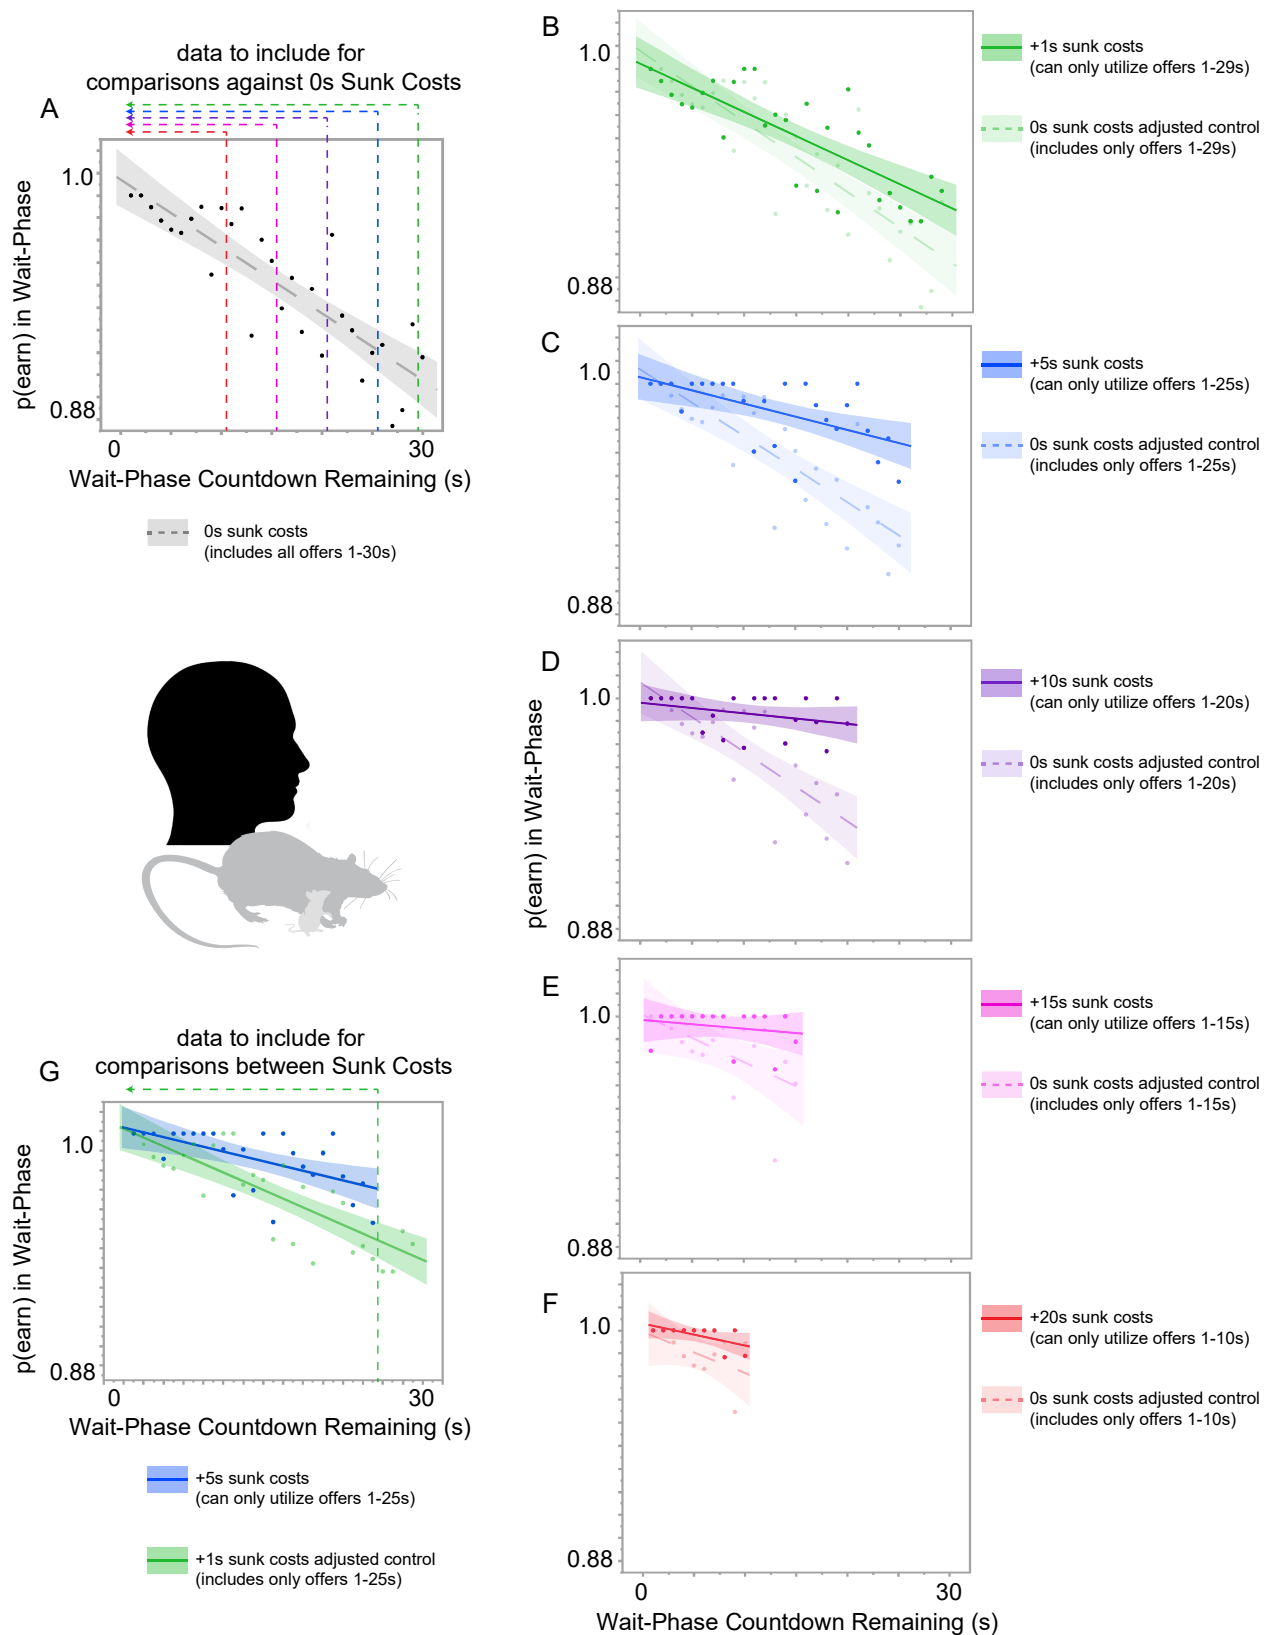 A
data to include for
comparisons against 0s Sunk Costs
p(earn) in Wait-Phase
1.0
0.88
0
30
Wait-Phase Countdown Remaining (s)
0s sunk costs
(includes all offers 1-30s)
B
1.0
0.88
+1s sunk costs
(can only utilize offers 1-29s)
0s sunk costs adjusted control
(includes only offers 1-29s)
C
1.0
0.88
+5s sunk costs
(can only utilize offers 1-25s)
0s sunk costs adjusted control
(includes only offers 1-25s)
D
1.0
p(earn) in Wait-Phase
0.88
+10s sunk costs
(can only utilize offers 1-20s)
0s sunk costs adjusted control
(includes only offers 1-20s)
E
1.0
0.88
+15s sunk costs
(can only utilize offers 1-15s)
0s sunk costs adjusted control
(includes only offers 1-15s)
F
1.0
0.88
0
30
Wait-Phase Countdown Remaining (s)
+20s sunk costs
(can only utilize offers 1-10s)
0s sunk costs adjusted control
(includes only offers 1-10s)
G
data to include for
comparisons between Sunk Costs
p(earn) in Wait-Phase
1.0
0.88
0
30
Wait-Phase Countdown Remaining (s)
+5s sunk costs
(can only utilize offers 1-25s)
+1s sunk costs adjusted control
(includes only offers 1-25s)